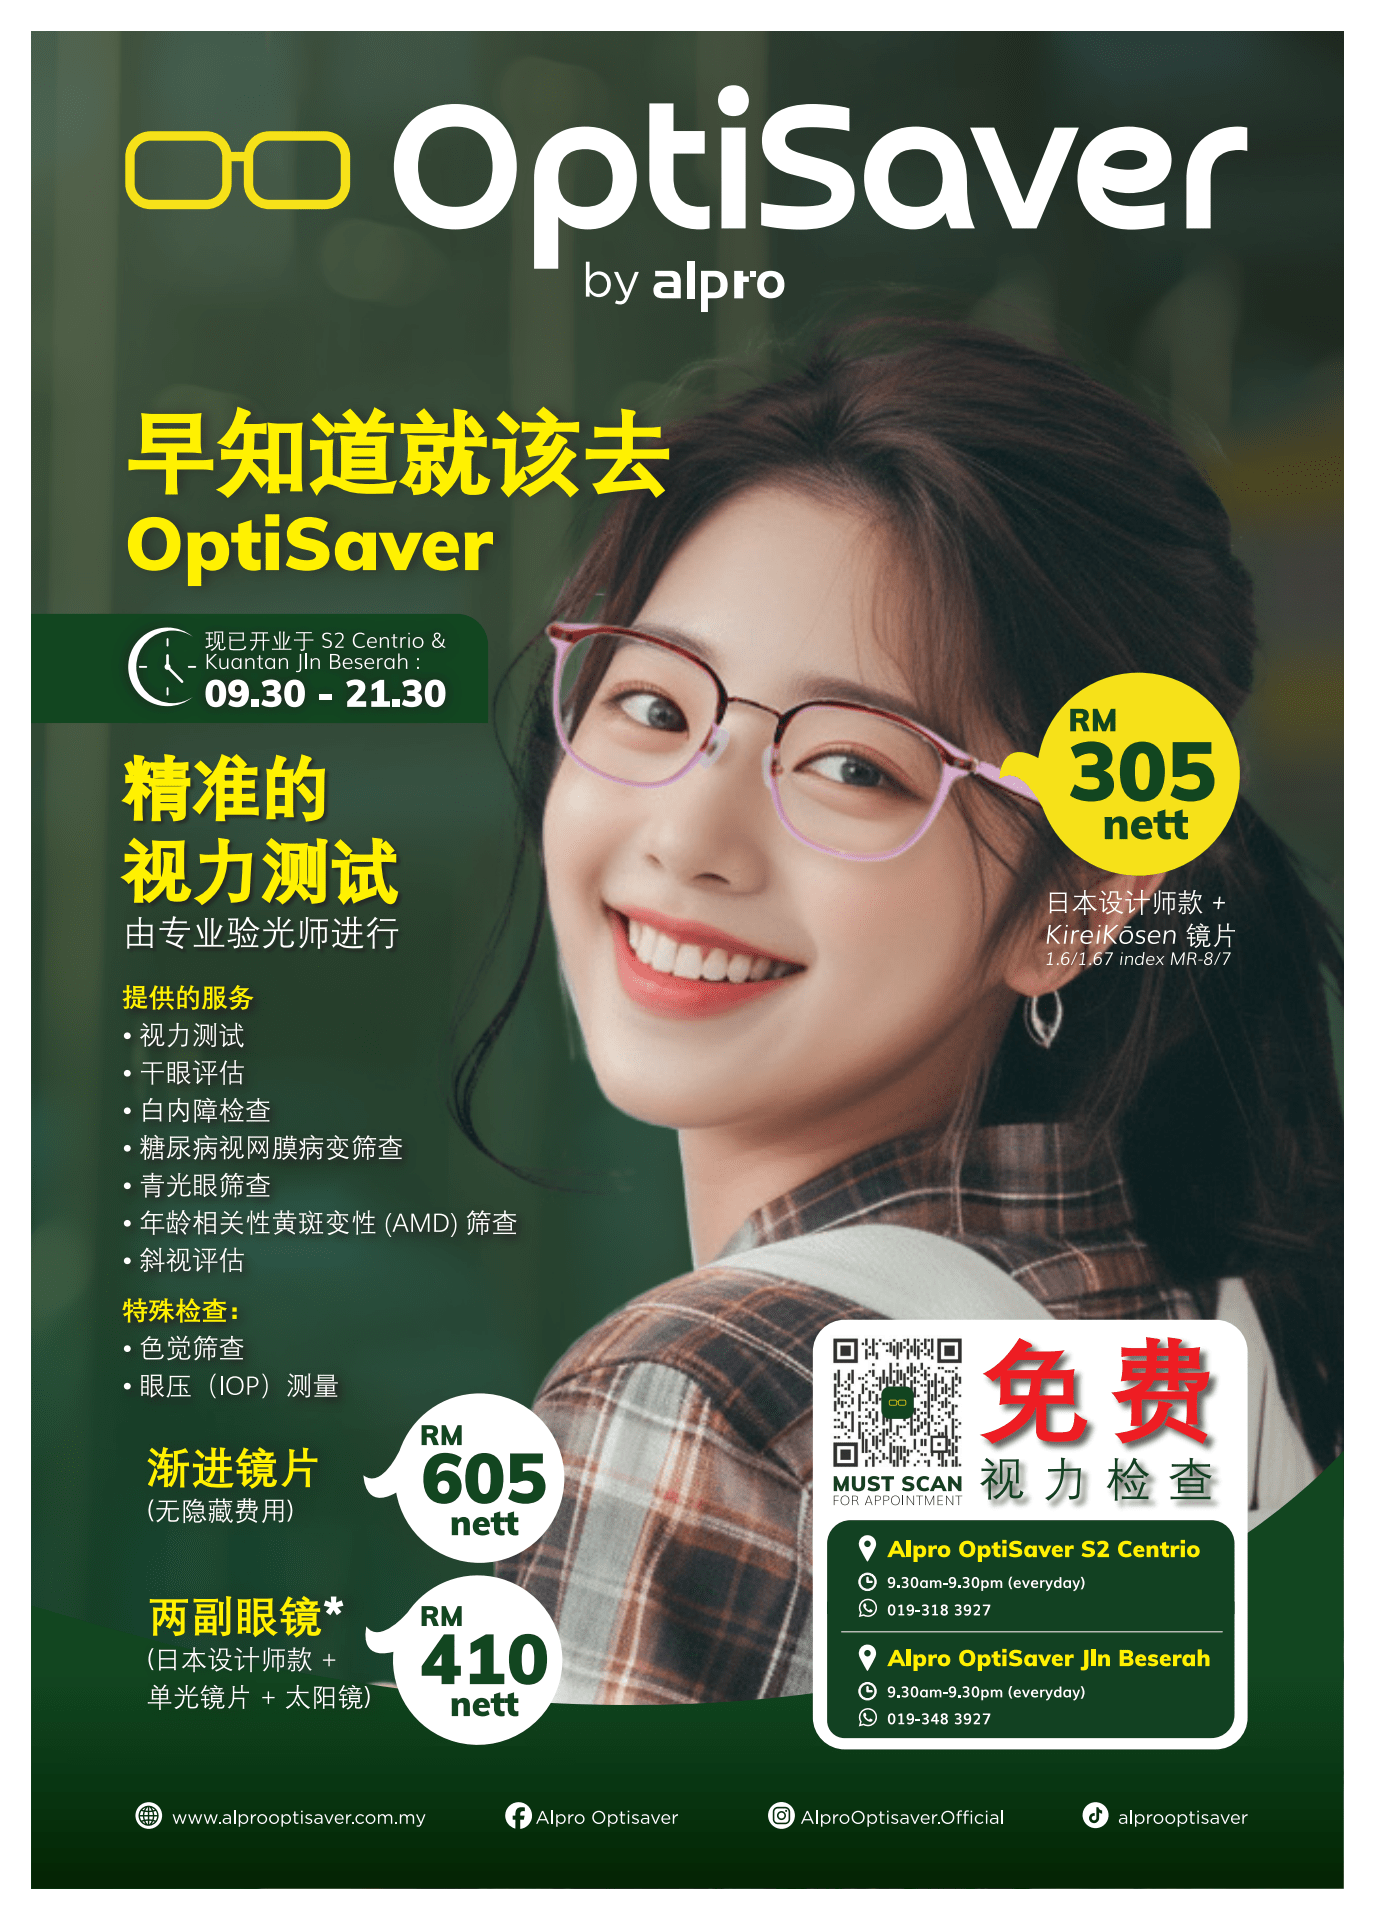 OptiSaver
by alpro
早知道就该去
OptiSaver
现已开业于 S2 Centrio &
Kuantan Jln Beserah :
09.30 - 21.30
精准的
视力测试
由专业验光师进行
RM
305
nett
日本设计师款 +
KireiKōsen 镜片
1.6/1.67 index MR-8/7
提供的服务
• 视力测试
• 干眼评估
• 白内障检查
• 糖尿病视网膜病变筛查
• 青光眼筛查
• 年龄相关性黄斑变性 (AMD) 筛查
• 斜视评估
特殊检查：
• 色觉筛查
• 眼压（IOP）测量
渐进镜片
(无隐藏费用)
RM
605
nett
两副眼镜*
(日本设计师款 +
单光镜片 + 太阳镜)
RM
410
nett
MUST SCAN
FOR APPOINTMENT
免费
视力检查
Alpro OptiSaver S2 Centrio
9.30am-9.30pm (everyday)
019-318 3927
Alpro OptiSaver Jln Beserah
9.30am-9.30pm (everyday)
019-348 3927
www.alprooptisaver.com.my
Alpro Optisaver
AlproOptisaver.Official
alprooptisaver